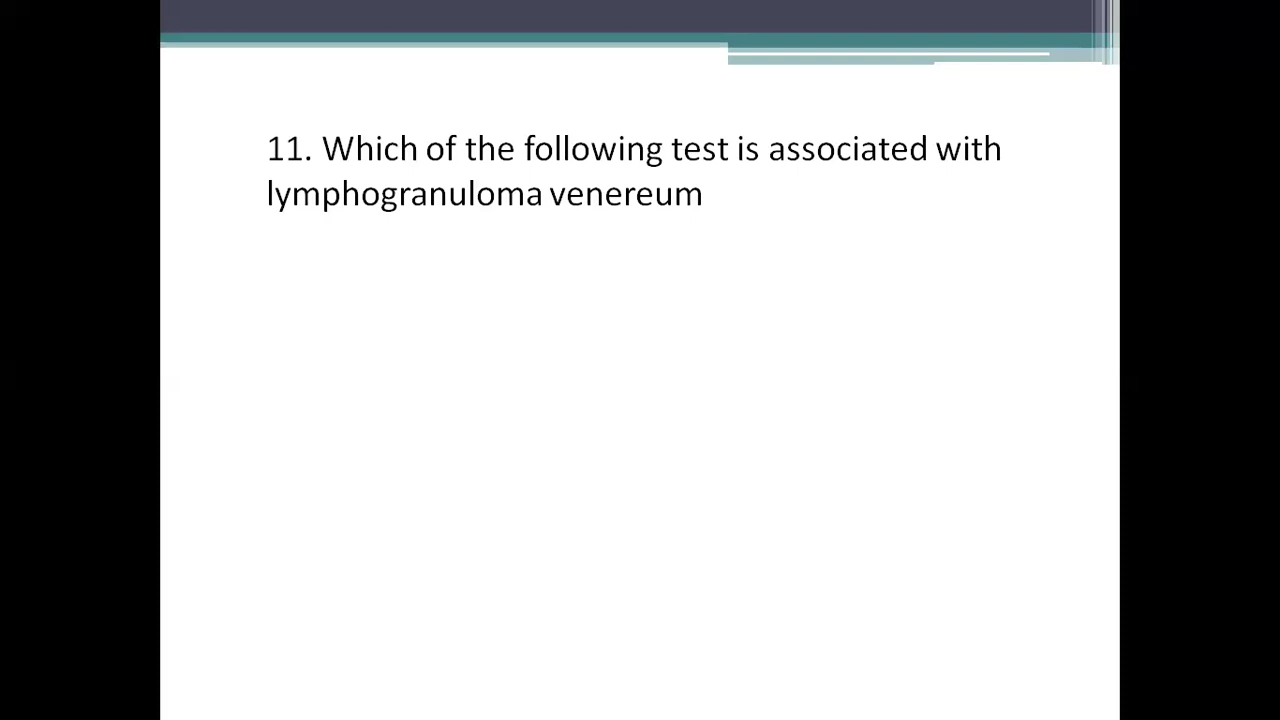 11. Which of the following test is associated with
lymphogranuloma venereum